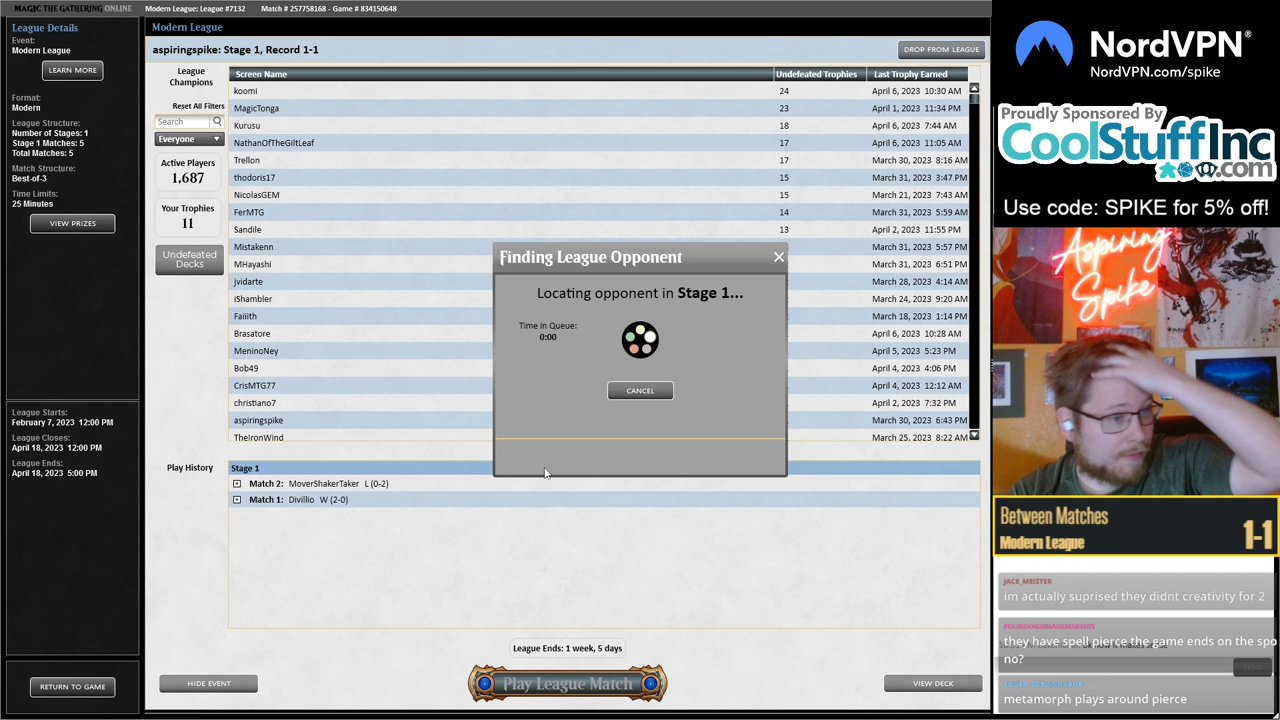 MAGIC THE GATHERING ONLINE
Modern League: League #7132
Match # 257758168 - Game # 834150648
League Details
Event:
Modern League
LEARN MORE
Format:
Modern
League Structure:
Number of Stages: 1
Stage 1 Matches: 5
Total Matches: 5
Match Structure:
Best-of-3
Time Limits:
25 Minutes
VIEW PRIZES
League Starts:
February 7, 2023 12:00 PM
League Closes:
April 18, 2023 12:00 PM
League Ends:
April 18, 2023 5:00 PM
RETURN TO GAME
Modern League
aspiringspike: Stage 1, Record 1-1
DROP FROM LEAGUE
League
Champions
Reset All Filters
Search
Everyone
Active Players
1,687
Your Trophies
11
Undefeated
Decks
Screen Name Undefeated Trophies Last Trophy Earned
koomi 24 April 6, 2023 10:30 AM
MagicTonga 23 April 1, 2023 11:34 PM
Kurusu 18 April 6, 2023 7:44 AM
NathanOfTheGiltLeaf 17 April 6, 2023 11:05 AM
Trellon 17 March 30, 2023 8:16 AM
thodoris17 15 March 31, 2023 3:47 PM
NicolasGEM 15 March 21, 2023 7:43 AM
FerMTG 14 March 31, 2023 5:59 AM
Sandile 13 April 2, 2023 11:55 PM
Mistakenn March 31, 2023 5:57 PM
MHayashi March 31, 2023 6:51 PM
jvidarte March 28, 2023 4:14 AM
iShambler March 24, 2023 9:20 AM
Faiiith March 18, 2023 1:14 PM
Brasatore April 6, 2023 10:28 AM
MeninoNey April 5, 2023 5:23 PM
Bob49 April 4, 2023 4:06 PM
CrisMTG77 April 4, 2023 12:12 AM
christiano7 April 2, 2023 7:32 PM
aspiringspike March 30, 2023 6:43 PM
TheIronWind March 25, 2023 8:22 AM
Finding League Opponent
Locating opponent in Stage 1...
Time in Queue:
0:00
CANCEL
Play History
Stage 1
Match 2: MoverShakerTaker L (0-2)
Match 1: Divillio W (2-0)
League Ends: 1 week, 5 days
HIDE EVENT
Play League Match
VIEW DECK
NordVPN®
NordVPN.com/spike
PROUDLY SPONSORED BY
CoolStuffInc
.com
Use code: SPIKE for 5% off!
Aspiring
Spike
Between Matches
Modern League
1-1
JACE_MEISTER
im actually suprised they didnt creativity for 2
they have spell pierce the game ends on the spo
no?
metamorph plays around pierce